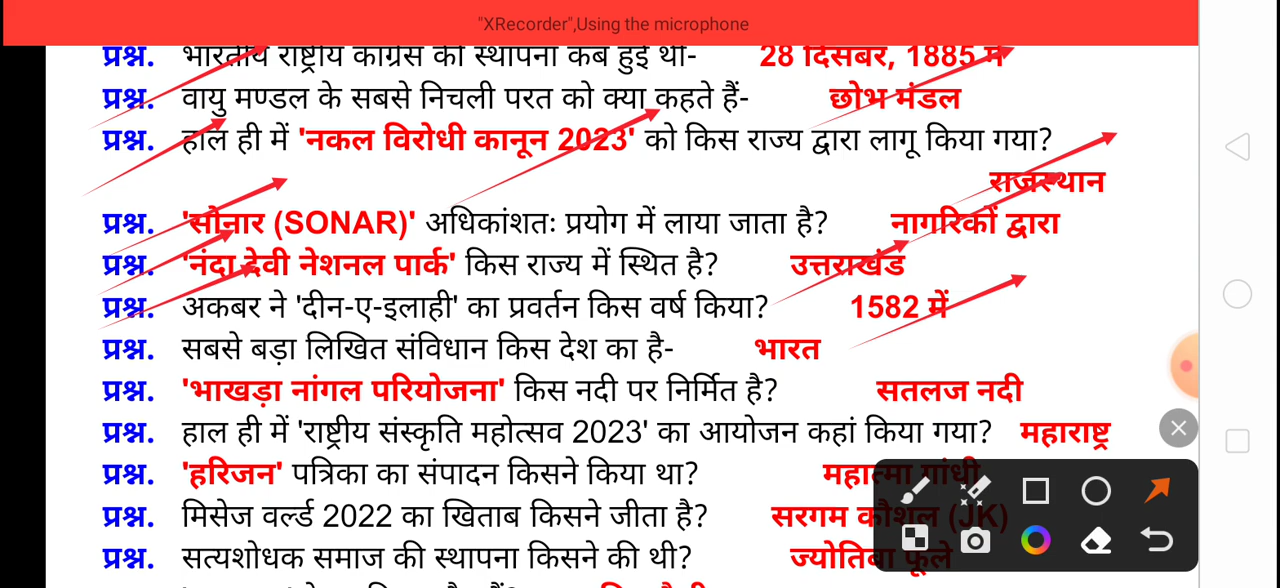 "XRecorder",Using the microphone
प्रश्न. भारतीय राष्ट्रीय कांग्रेस की स्थापना कब हुई थी- 28 दिसंबर, 1885 में
प्रश्न. वायु मण्डल के सबसे निचली परत को क्या कहते हैं- छोभ मंडल
प्रश्न. हाल ही में 'नकल विरोधी कानून 2023' को किस राज्य द्वारा लागू किया गया?
राजस्थान
प्रश्न. 'सोनार (SONAR)' अधिकांशतः प्रयोग में लाया जाता है? नागरिकों द्वारा
प्रश्न. 'नंदा देवी नेशनल पार्क' किस राज्य में स्थित है? उत्तराखंड
प्रश्न. अकबर ने 'दीन-ए-इलाही' का प्रवर्तन किस वर्ष किया? 1582 में
प्रश्न. सबसे बड़ा लिखित संविधान किस देश का है- भारत
प्रश्न. 'भाखड़ा नांगल परियोजना' किस नदी पर निर्मित है? सतलज नदी
प्रश्न. हाल ही में 'राष्ट्रीय संस्कृति महोत्सव 2023' का आयोजन कहां किया गया? महाराष्ट्र
प्रश्न. 'हरिजन' पत्रिका का संपादन किसने किया था? महात्मा गांधी
प्रश्न. मिसेज वर्ल्ड 2022 का खिताब किसने जीता है? सरगम कौशल (JK)
प्रश्न. सत्यशोधक समाज की स्थापना किसने की थी? ज्योतिबा फूले